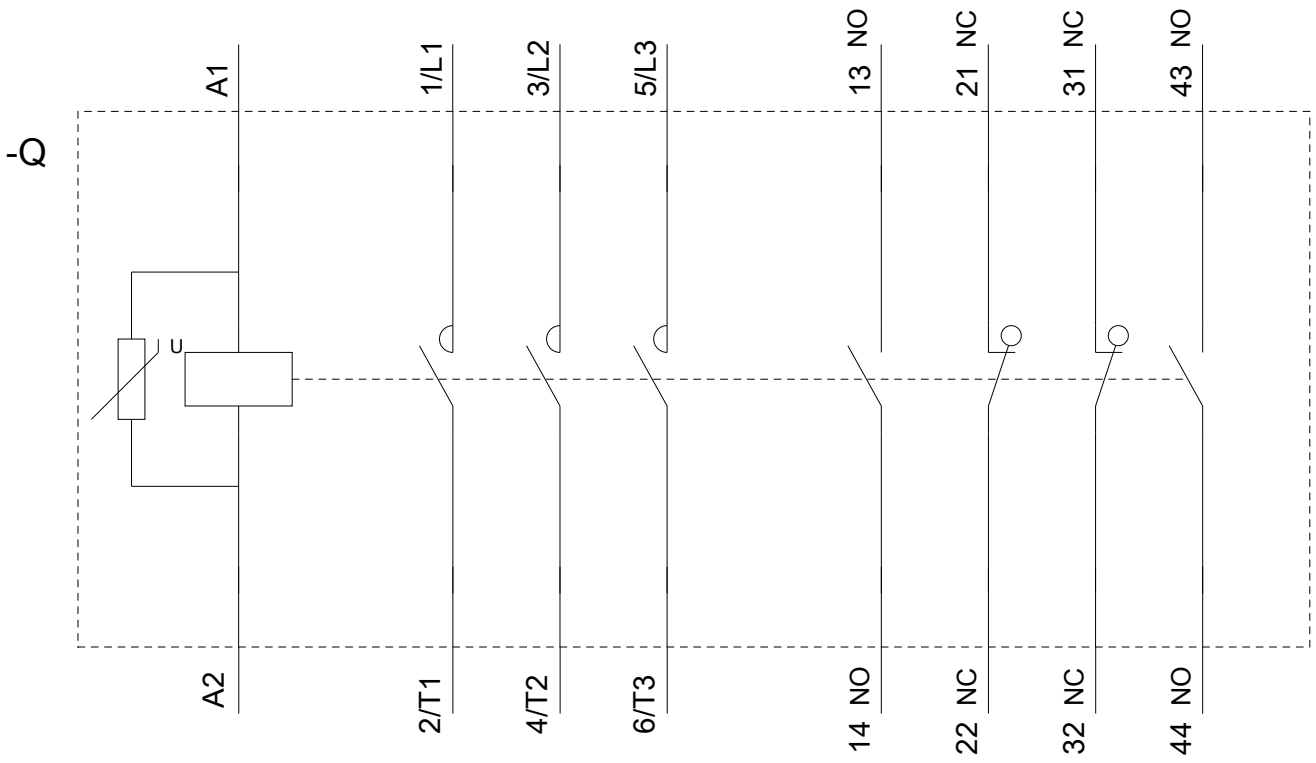 A1
1/L1
3/L2
5/L3
13 NO
21 NC
31 NC
43 NO
-Q
U
A2
2/T1
4/T2
6/T3
14 NO
22 NC
32 NC
44 NO